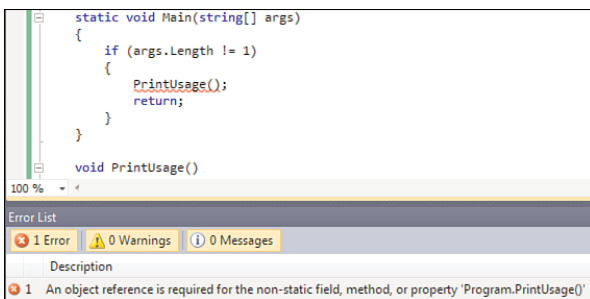 static void Main(string[] args)
{
if (args.Length != 1)
{
PrintUsage();
return;
}
}
void PrintUsage()
100 %
Error List
1 Error 0 Warnings 0 Messages
Description
1 An object reference is required for the non-static field, method, or property 'Program.PrintUsage()'